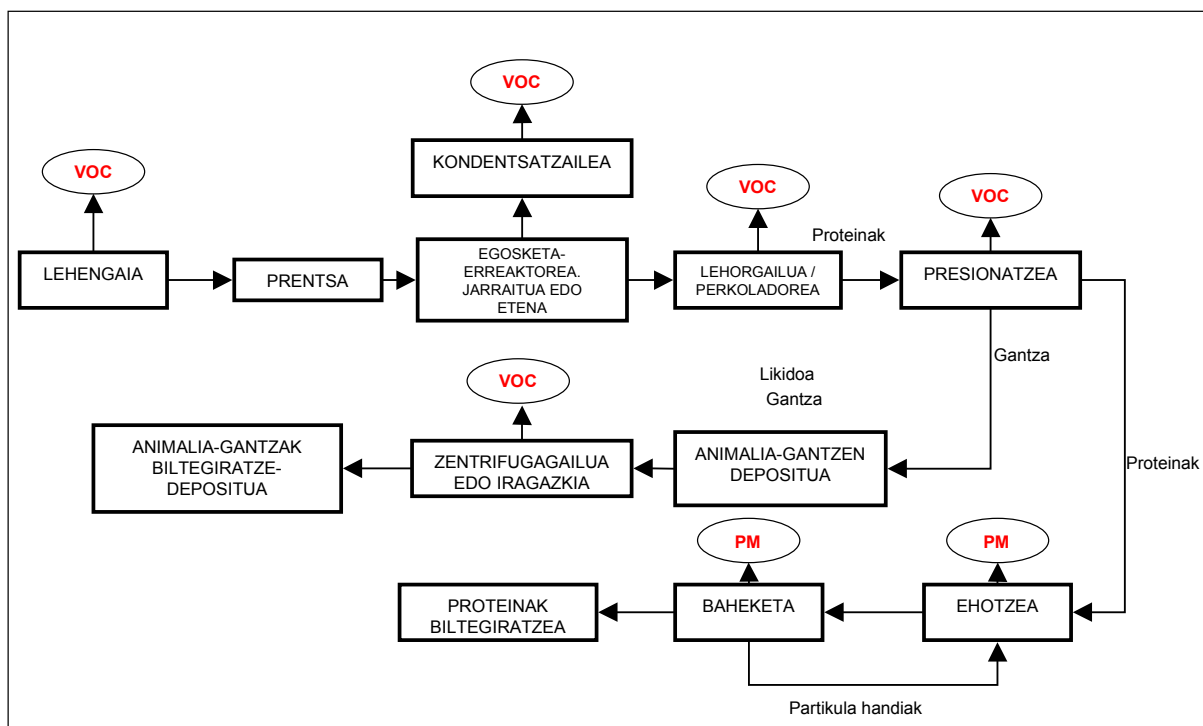 VOC
KONDENTSATZAILEA
VOC
LEHENGAIA
PRENTSA
EGOSKETA-
ERREAKTOREA.
JARRAITUA EDO
ETENA
VOC
LEHORGAILUA /
PERKOLADOREA
Proteinak
VOC
PRESIONATZEA
Gantza
Likidoa
Gantza
Proteinak
VOC
ANIMALIA-GANTZAK
BILTEGIRATZE-
DEPOSITUA
ZENTRIFUGAGAILUA
EDO IRAGAZKIA
ANIMALIA-GANTZEN
DEPOSITUA
PM
PM
PROTEINAK
BILTEGIRATZEA
BAHEKETA
EHOTZEA
Partikula handiak